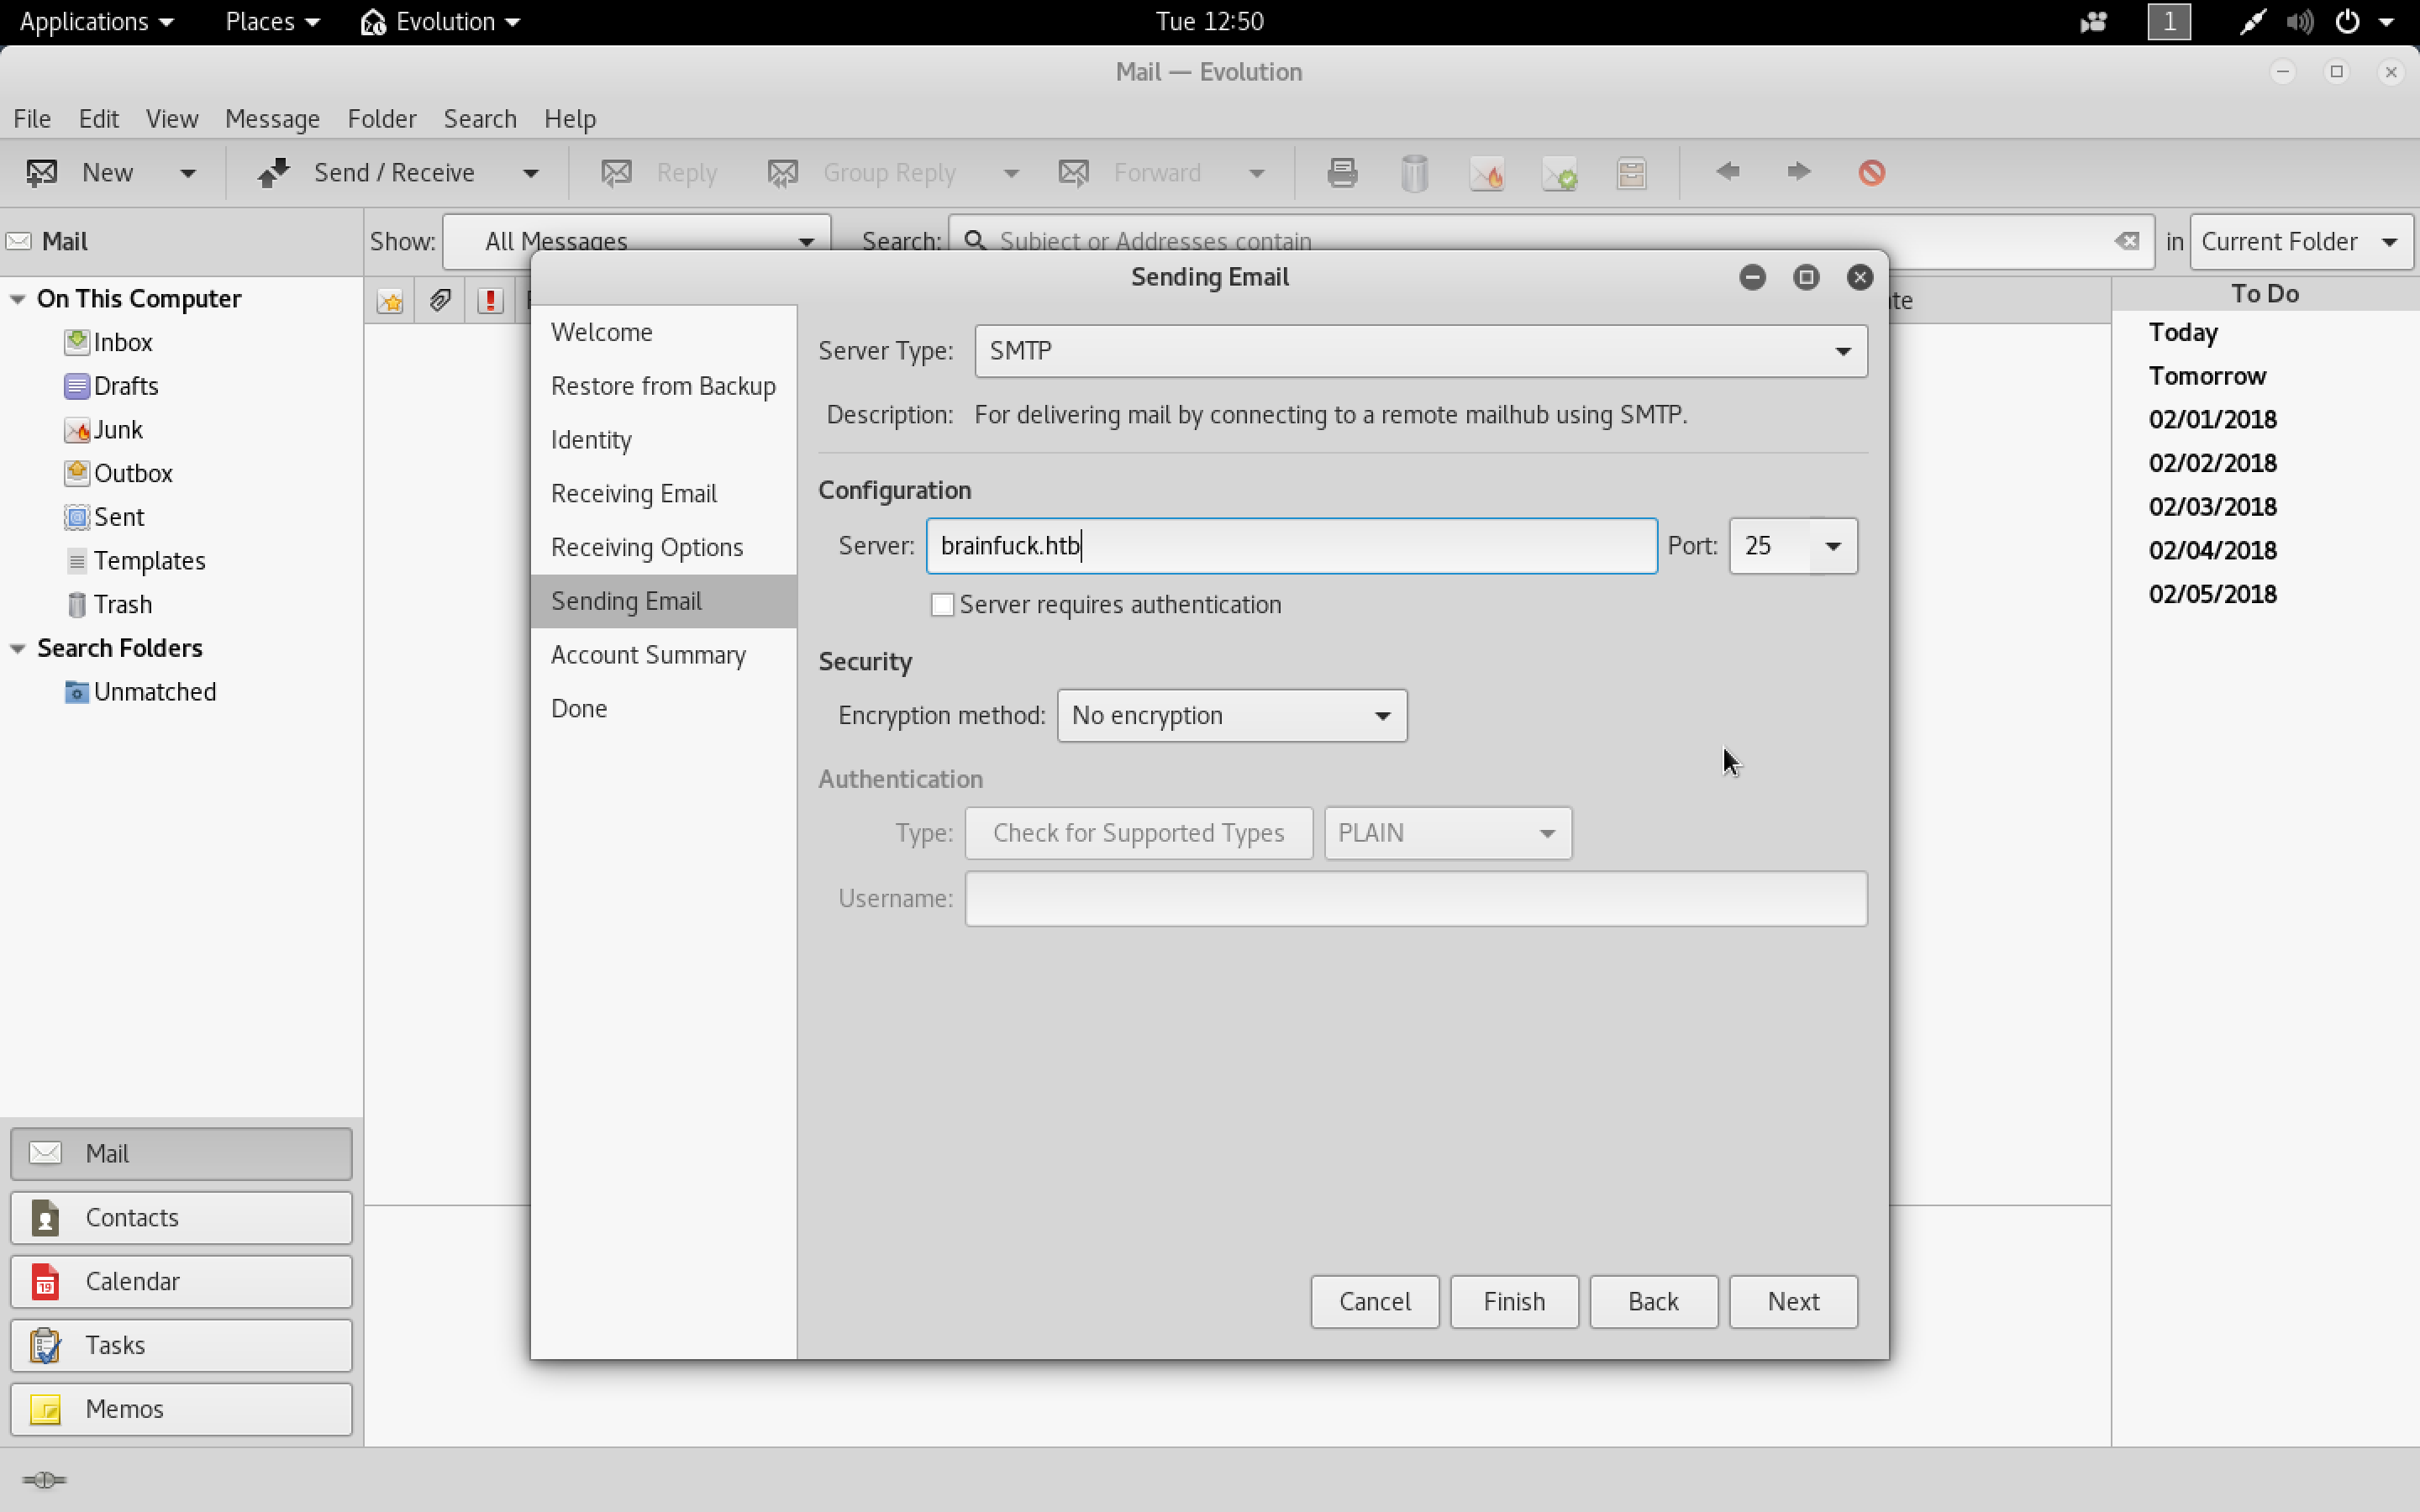 Applications Places Evolution Tue 12:50 1
Mail — Evolution
File Edit View Message Folder Search Help
New Send / Receive Reply Group Reply Forward
Mail Show: All Messages Search: Subject or Addresses contain in Current Folder
Sending Email
On This Computer
Inbox
Drafts
Junk
Outbox
Sent
Templates
Trash
Search Folders
Unmatched
Mail
Contacts
Calendar
19
Tasks
Memos
Welcome
Restore from Backup
Identity
Receiving Email
Receiving Options
Sending Email
Account Summary
Done
Server Type: SMTP
Description: For delivering mail by connecting to a remote mailhub using SMTP.
Configuration
Server: brainfuck.htb Port: 25
Server requires authentication
Security
Encryption method: No encryption
Authentication
Type: Check for Supported Types PLAIN
Username:
Cancel Finish Back Next
To Do
Today
Tomorrow
02/01/2018
02/02/2018
02/03/2018
02/04/2018
02/05/2018